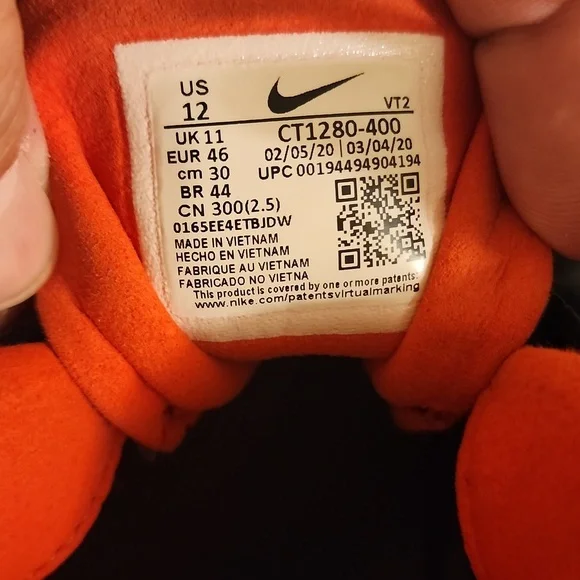 US
12
VT2
UK 11
CT1280-400
EUR 46
02/05/20 | 03/04/20
cm 30
UPC 00194494904194
BR 44
CN 300(2.5)
0165EE4ETBJDW
MADE IN VIETNAM
HECHO EN VIETNAM
FABRIQUE AU VIETNAM
FABRICADO NO VIETNA
This product is covered by one or more patents
www.nike.com/patentsvirtualmarking